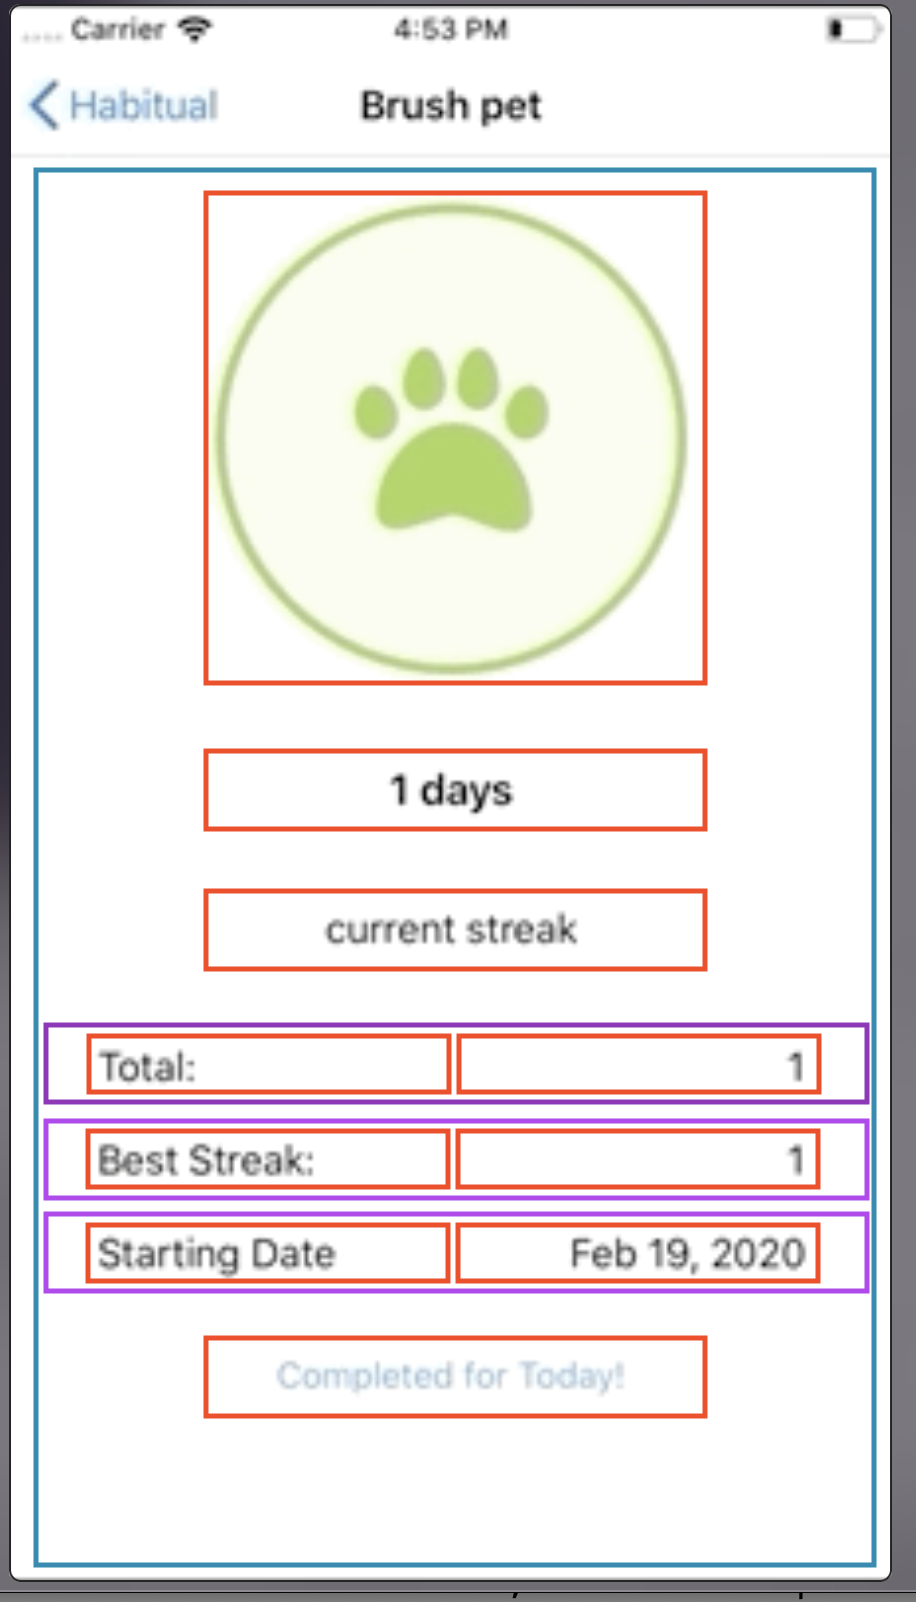 Carrier 4:53 PM
Habitual Brush pet
1 days
current streak
Total: 1
Best Streak: 1
Starting Date Feb 19, 2020
Completed for Today!